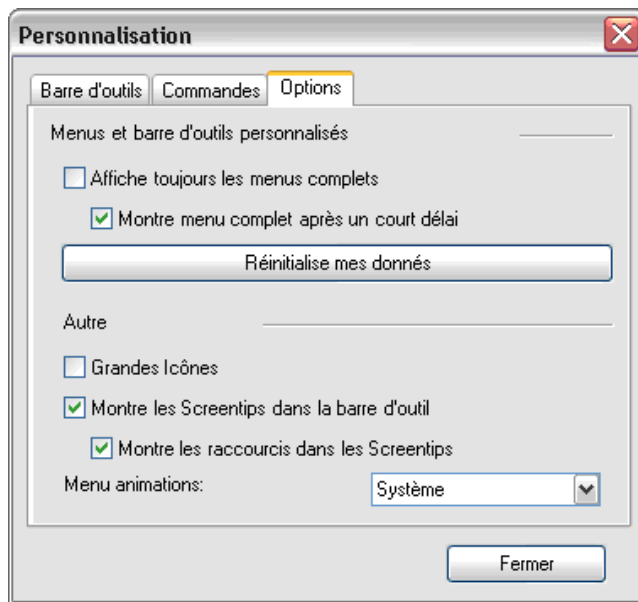 Personnalisation
Barre d'outils Commandes Options
Menus et barre d'outils personnalisés
Affiche toujours les menus complets
Montre menu complet après un court délai
Réinitialise mes donnés
Autre
Grandes Icônes
Montre les Screentips dans la barre d'outil
Montre les raccourcis dans les Screentips
Menu animations: Système
Fermer